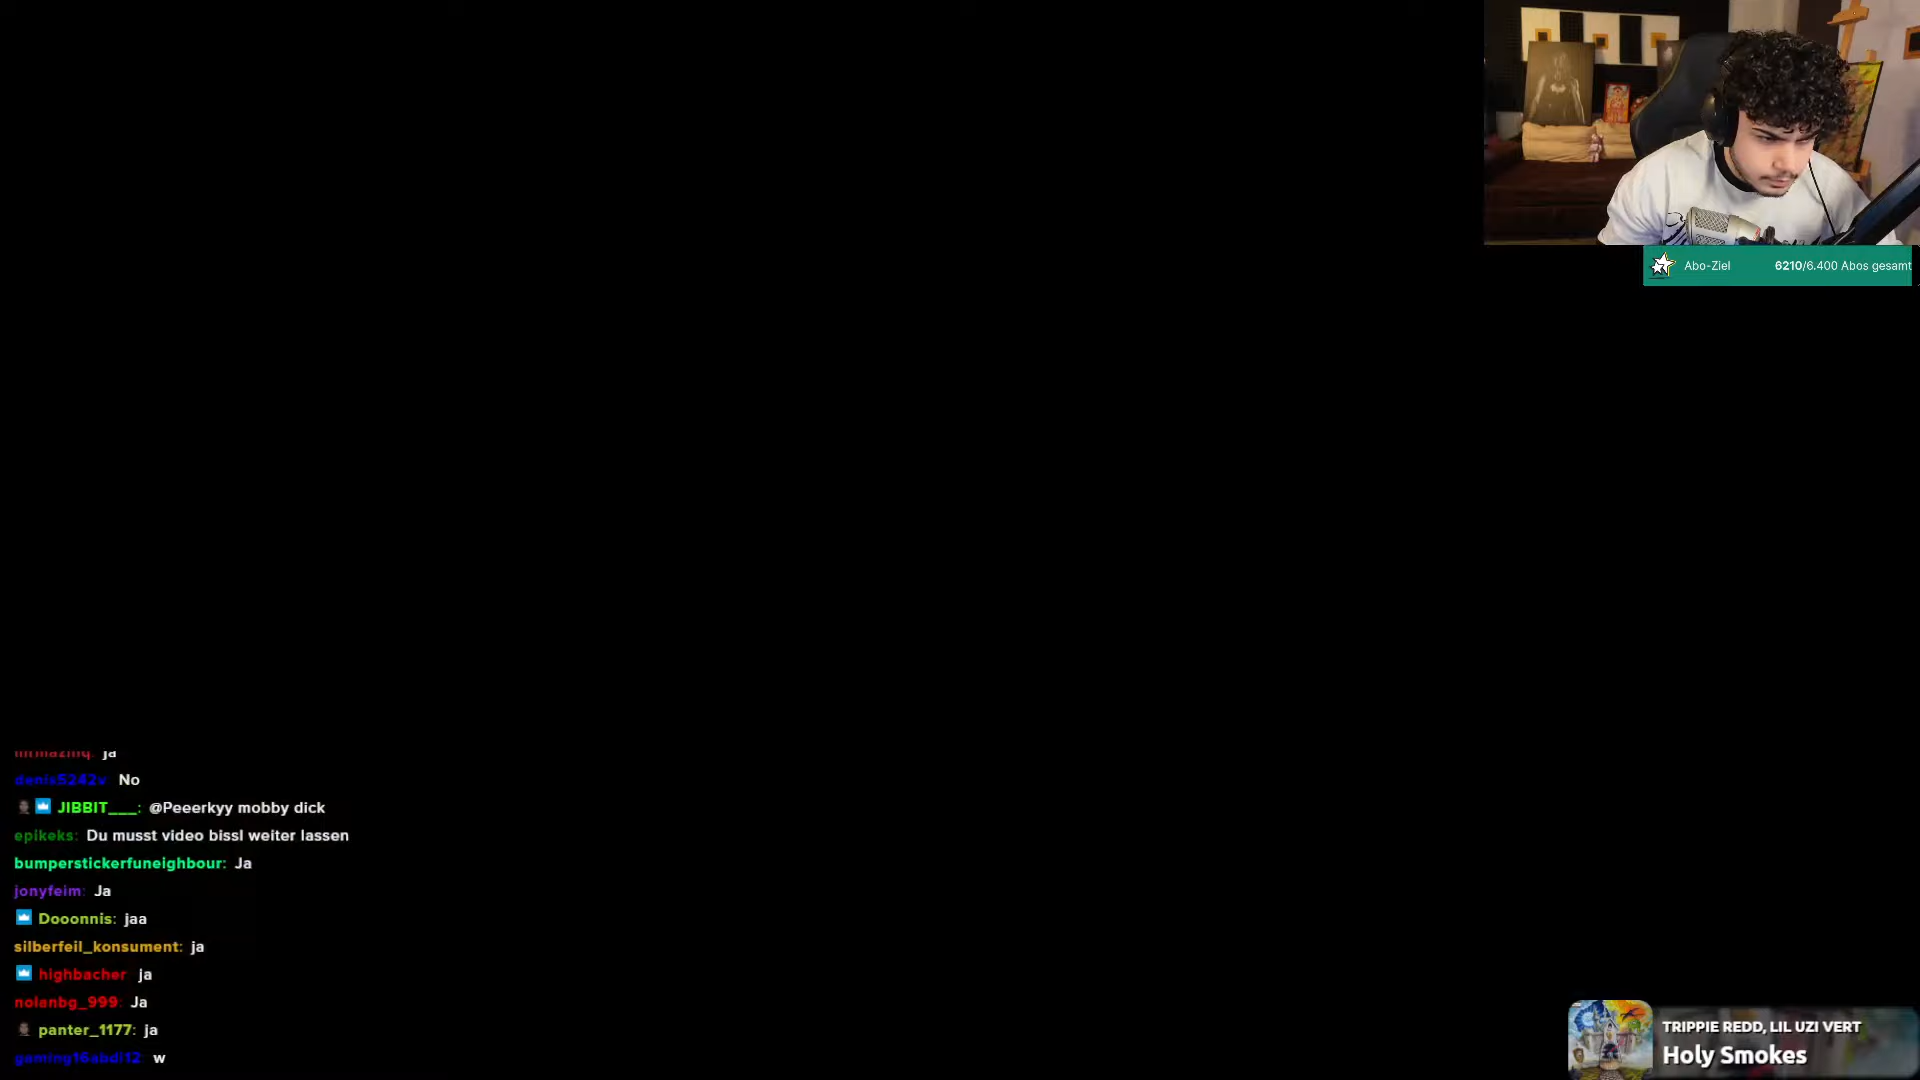 Abo-Ziel 6210/6.400 Abos gesamt
ja
denis5242v No
JIBBIT___: @Peeerkyy mobby dick
epikeks: Du musst video bissl weiter lassen
bumperstickerfuneighbour: Ja
jonyfeim: Ja
Dooonnis: jaa
silberfeil_konsument: ja
highbacher ja
nolanbg_999: Ja
panter_1177: ja
gaming16abdi12 w
TRIPPIE REDD, LIL UZI VERT
Holy Smokes